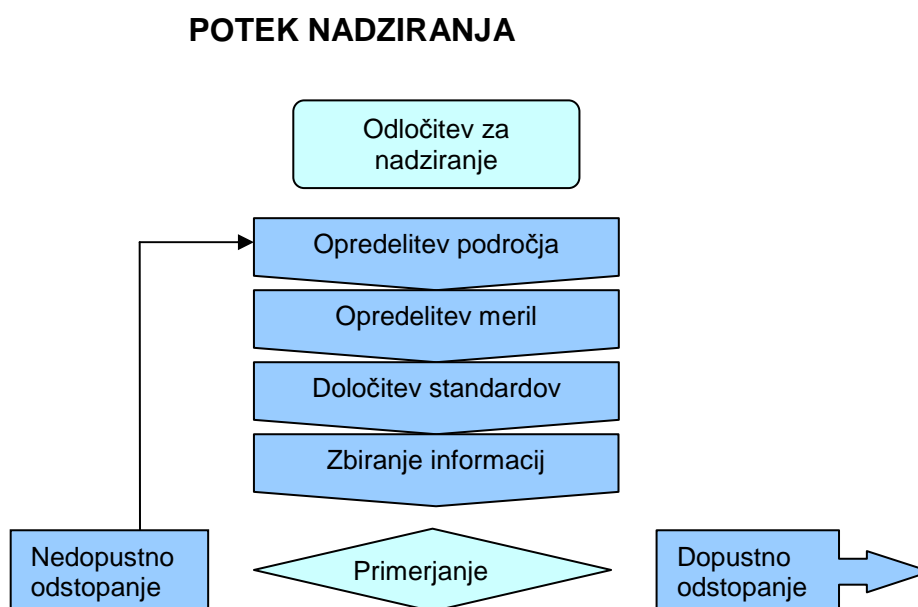 POTEK NADZIRANJA
Odločitev za
nadziranje
Opredelitev področja
Opredelitev meril
Določitev standardov
Zbiranje informacij
Nedopustno
odstopanje
Primerjanje
Dopustno
odstopanje